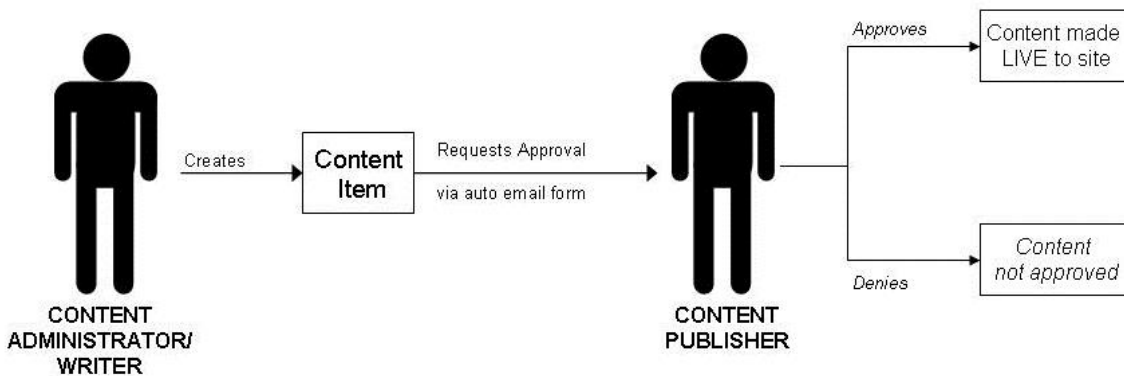 Approves
Content made
LIVE to site
Creates
Content
Item
Requests Approval
via auto email form
Content
not approved
Denies
CONTENT
ADMINISTRATOR/
WRITER
CONTENT
PUBLISHER